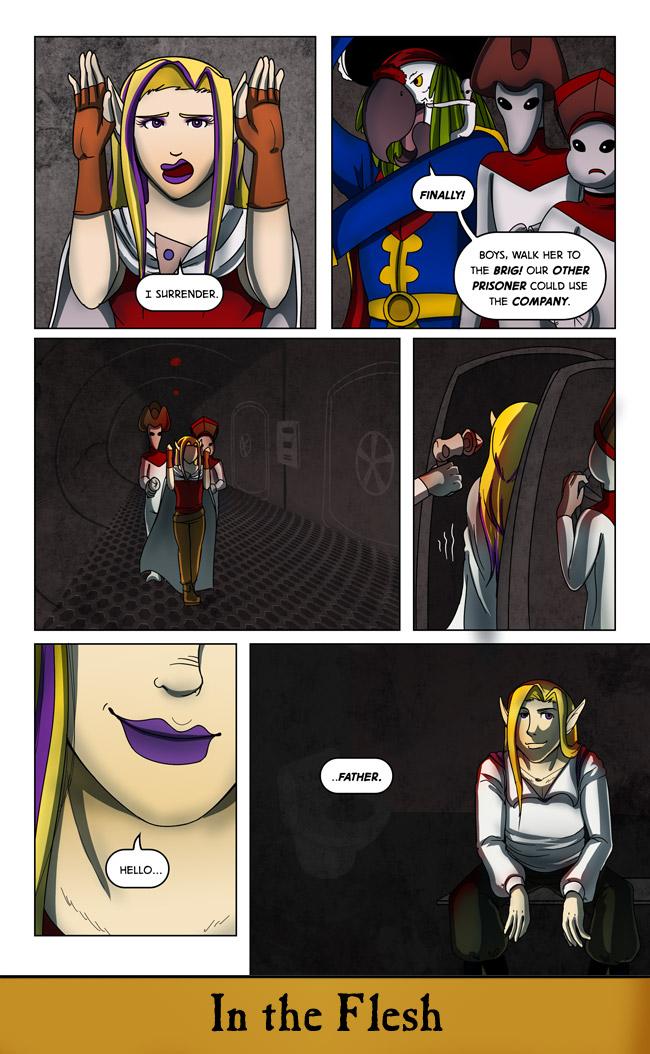 I SURRENDER.
FINALLY!
BOYS, WALK HER TO
THE BRIG! OUR OTHER
PRISONER COULD USE
THE COMPANY.
HELLO...
..FATHER.
In the Flesh